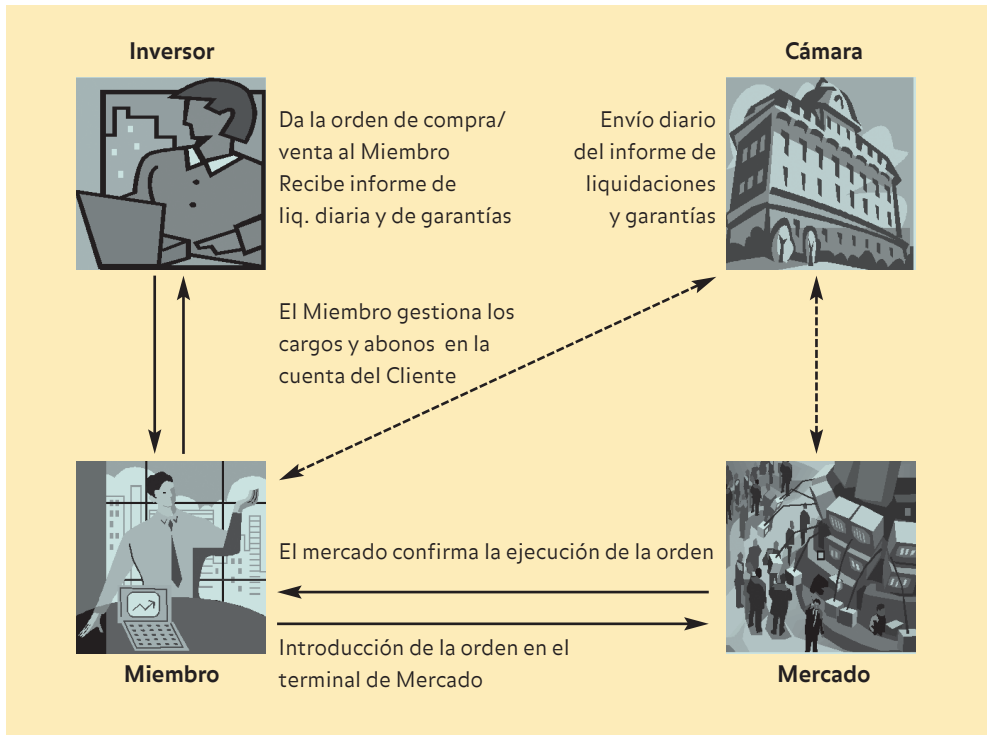 Inversor
Cámara
Da la orden de compra/
venta al Miembro
Recibe informe de
liq. diaria y de garantías
Envío diario
del informe de
liquidaciones
y garantías
El Miembro gestiona los
cargos y abonos en la
cuenta del Cliente
El mercado confirma la ejecución de la orden
Introducción de la orden en el
terminal de Mercado
Miembro
Mercado